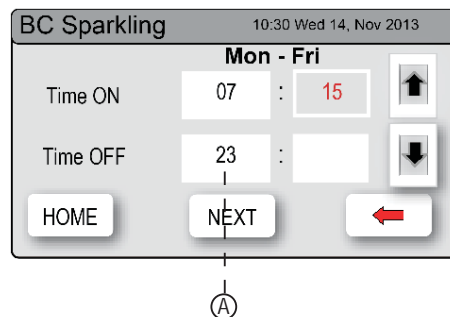 BC Sparkling 10:30 Wed 14, Nov 2013
Mon - Fri
Time ON 07 : 15
Time OFF 23 :
HOME NEXT
A